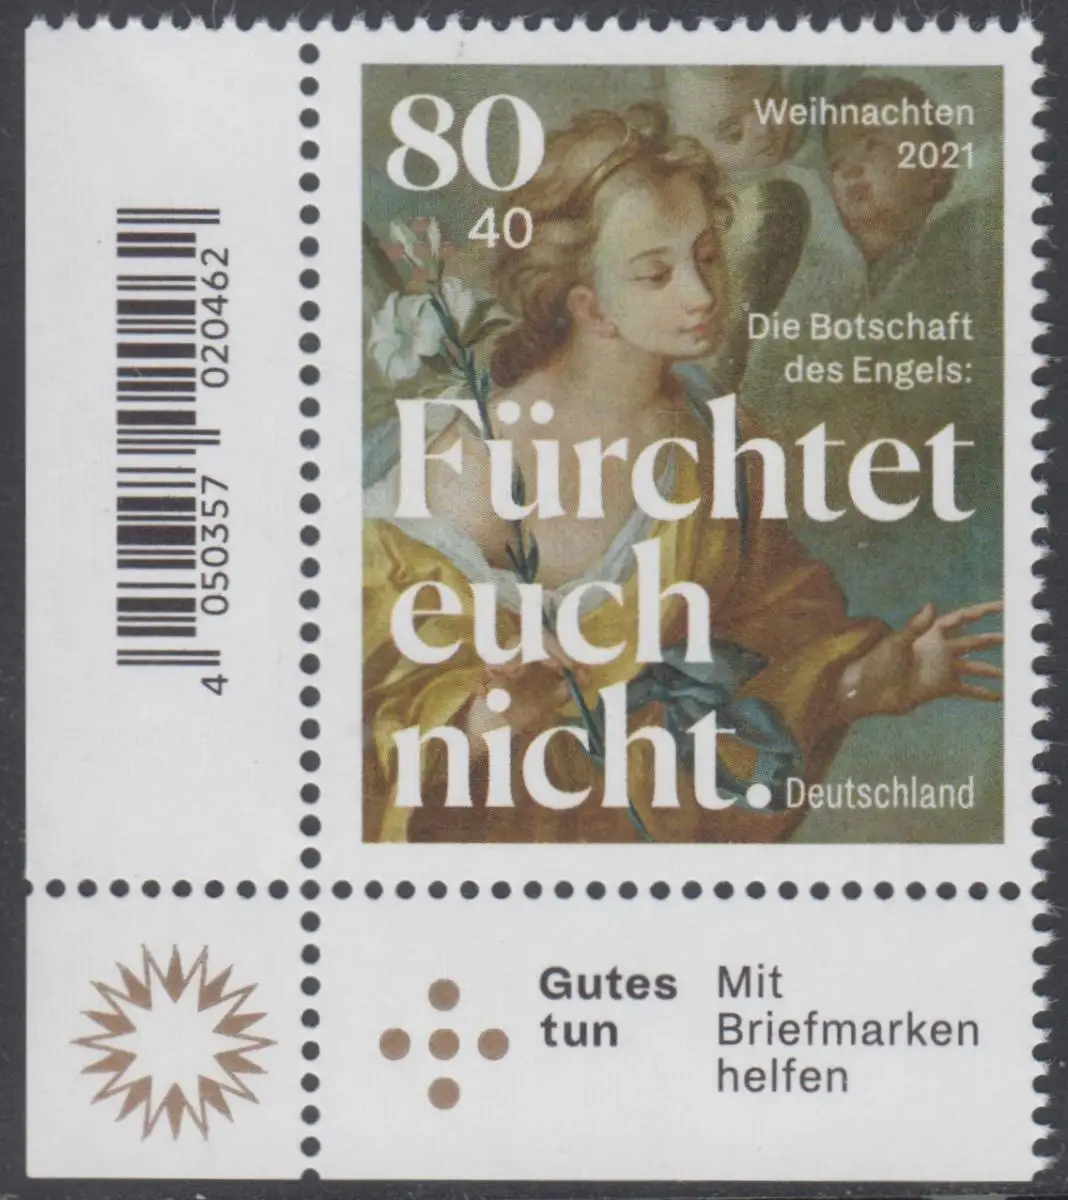 80
40
Weihnachten
2021
Die Botschaft
des Engels:
Fürchtet
euch
nicht.
Deutschland
4 050357 020462
Gutes
tun
Mit
Briefmarken
helfen